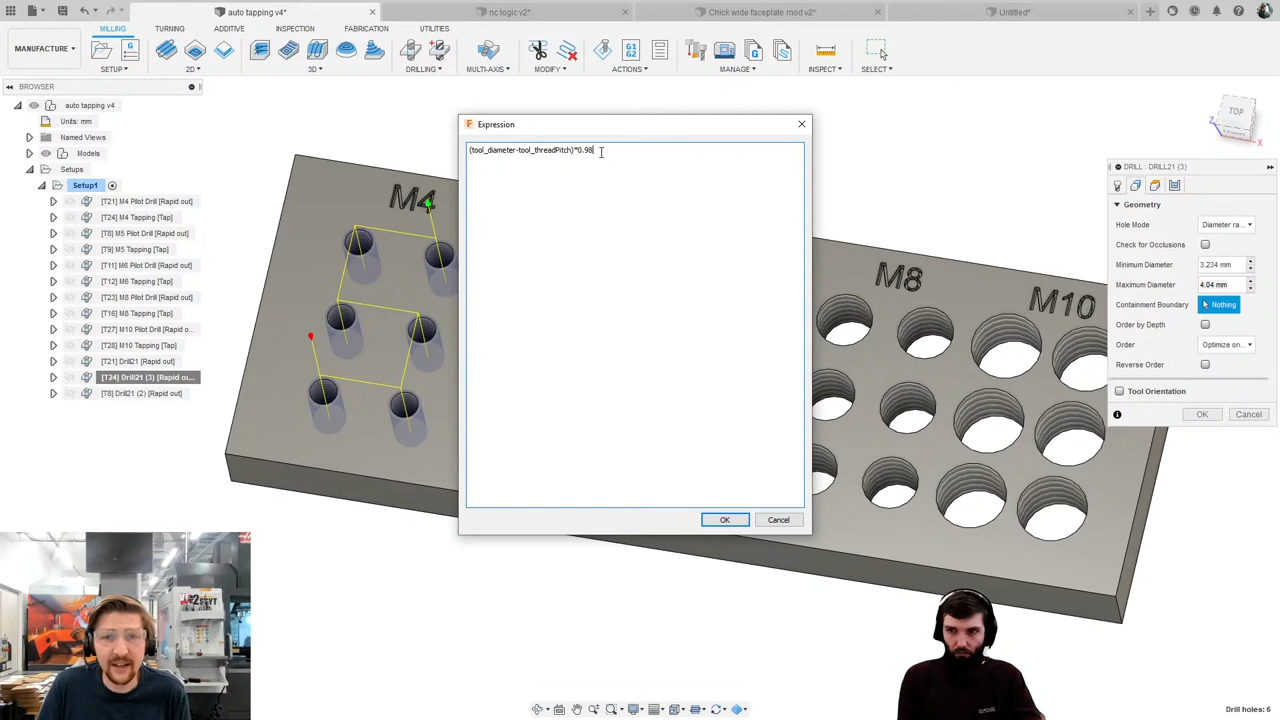 auto tapping v4*
nc logic v2*
Chick wide faceplate mod v2*
Untitled*
MILLING
TURNING
ADDITIVE
INSPECTION
FABRICATION
UTILITIES
MANUFACTURE
SETUP
2D
3D
DRILLING
MULTI-AXIS
MODIFY
ACTIONS
MANAGE
INSPECT
SELECT
G
G1
G2
G
BROWSER
auto tapping v4
Units: mm
Named Views
Models
Setups
Setup1
[T21] M4 Pilot Drill [Rapid out]
[T24] M4 Tapping [Tap]
[T8] M5 Pilot Drill [Rapid out]
[T9] M5 Tapping [Tap]
[T11] M6 Pilot Drill [Rapid out]
[T12] M6 Tapping [Tap]
[T23] M8 Pilot Drill [Rapid out]
[T16] M8 Tapping [Tap]
[T27] M10 Pilot Drill [Rapid o...
[T28] M10 Tapping [Tap]
[T21] Drill21 [Rapid out]
[T24] Drill21 (3) [Rapid ou...
[T8] Drill21 (2) [Rapid out]
M4
M8
M10
Expression
(tool_diameter-tool_threadPitch)*0.98
OK
Cancel
TOP
Z
X
DRILL : DRILL21 (3)
Geometry
Hole Mode
Diameter ra...
Check for Occlusions
Minimum Diameter
3.234 mm
Maximum Diameter
4.04 mm
Containment Boundary
Nothing
Order by Depth
Order
Optimize on...
Reverse Order
Tool Orientation
OK
Cancel
Drill holes: 6